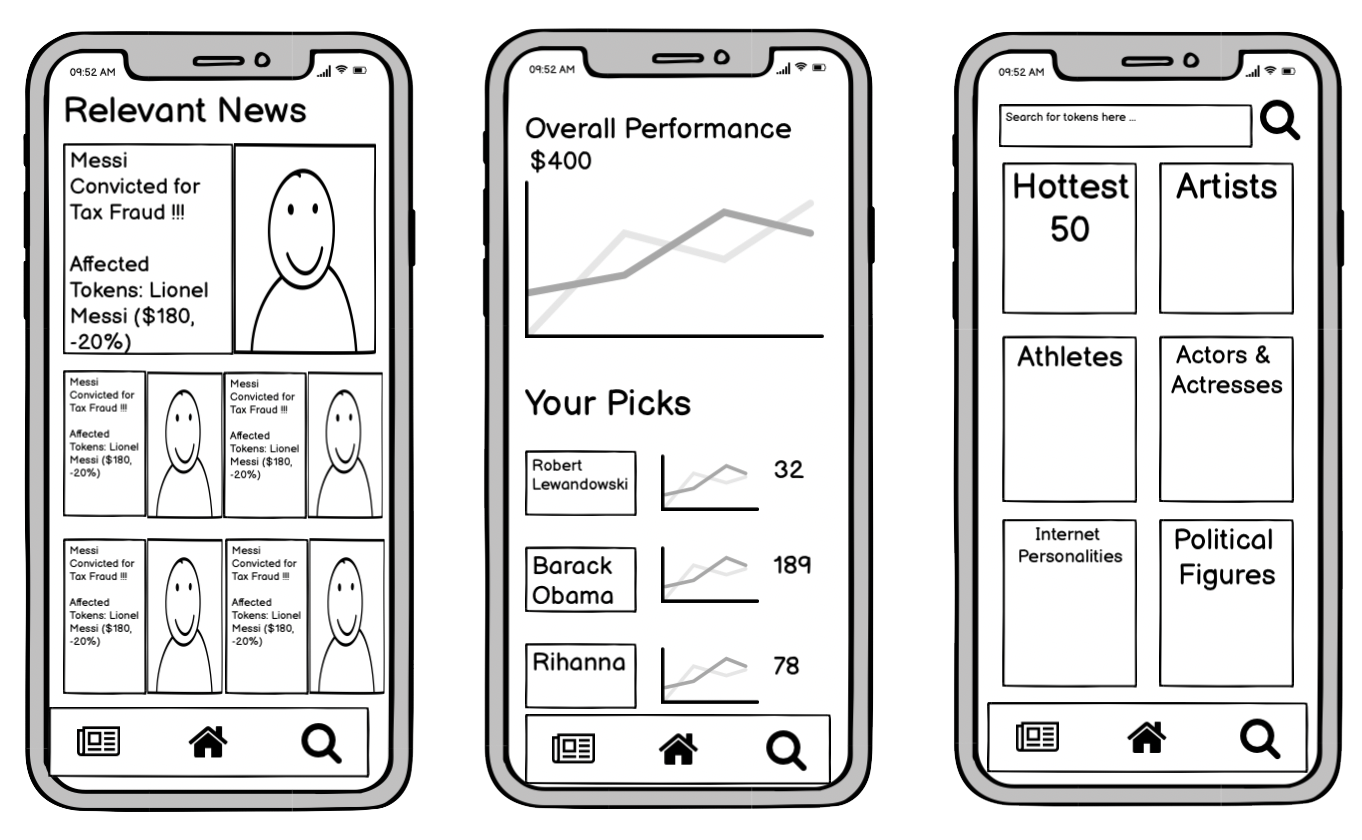 09:52 AM
Relevant News
Messi
Convicted for
Tax Fraud !!!
Affected
Tokens: Lionel
Messi ($180,
-20%)
Messi
Convicted for
Tax Fraud !!!
Affected
Tokens: Lionel
Messi ($180,
-20%)
Messi
Convicted for
Tax Fraud !!!
Affected
Tokens: Lionel
Messi ($180,
-20%)
Messi
Convicted for
Tax Fraud !!!
Affected
Tokens: Lionel
Messi ($180,
-20%)
Messi
Convicted for
Tax Fraud !!!
Affected
Tokens: Lionel
Messi ($180,
-20%)
09:52 AM
Overall Performance
$400
Your Picks
Robert
Lewandowski
32
Barack
Obama
189
Rihanna
78
09:52 AM
Search for tokens here ...
Hottest
50
Artists
Athletes
Actors &
Actresses
Internet
Personalities
Political
Figures